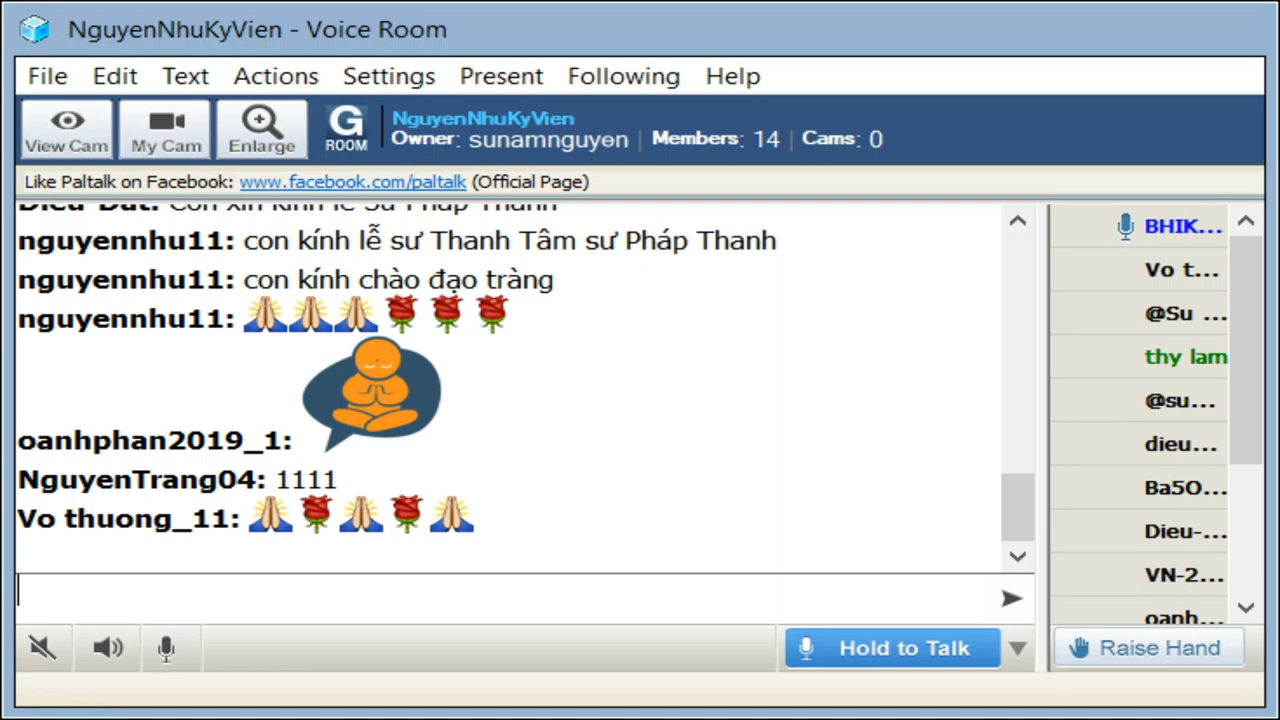 NguyenNhuKyVien - Voice Room
File Edit Text Actions Settings Present Following Help
View Cam My Cam Enlarge G ROOM
NguyenNhuKyVien
Owner: sunamnguyen | Members: 14 | Cams: 0
Like Paltalk on Facebook: www.facebook.com/paltalk (Official Page)
nguyennhu11: con kính lễ sư Thanh Tâm sư Pháp Thanh
nguyennhu11: con kính chào đạo tràng
nguyennhu11: 🙏🙏🙏🌹🌹🌹
oanhphan2019_1:
NguyenTrang04: 1111
Vo thuong_11: 🙏🌹🙏🌹🙏
BHIK...
Vo t...
@Su ...
thy lam
@su...
dieu...
Ba5O...
Dieu-...
VN-2...
oanh...
Hold to Talk
Raise Hand